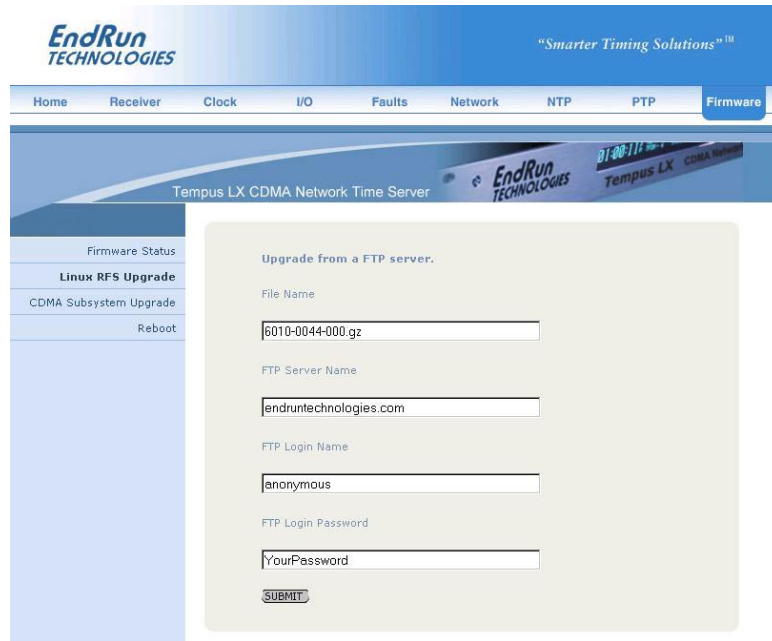 EndRun
TECHNOLOGIES
“Smarter Timing Solutions” ™
Home Receiver Clock I/O Faults Network NTP PTP Firmware
Tempus LX CDMA Network Time Server
EndRun
TECHNOLOGIES
Tempus LX CDMA
Firmware Status
Linux RFS Upgrade
CDMA Subsystem Upgrade
Reboot
Upgrade from a FTP server.
File Name
6010-0044-000.gz
FTP Server Name
endruntechnologies.com
FTP Login Name
anonymous
FTP Login Password
YourPassword
SUBMIT